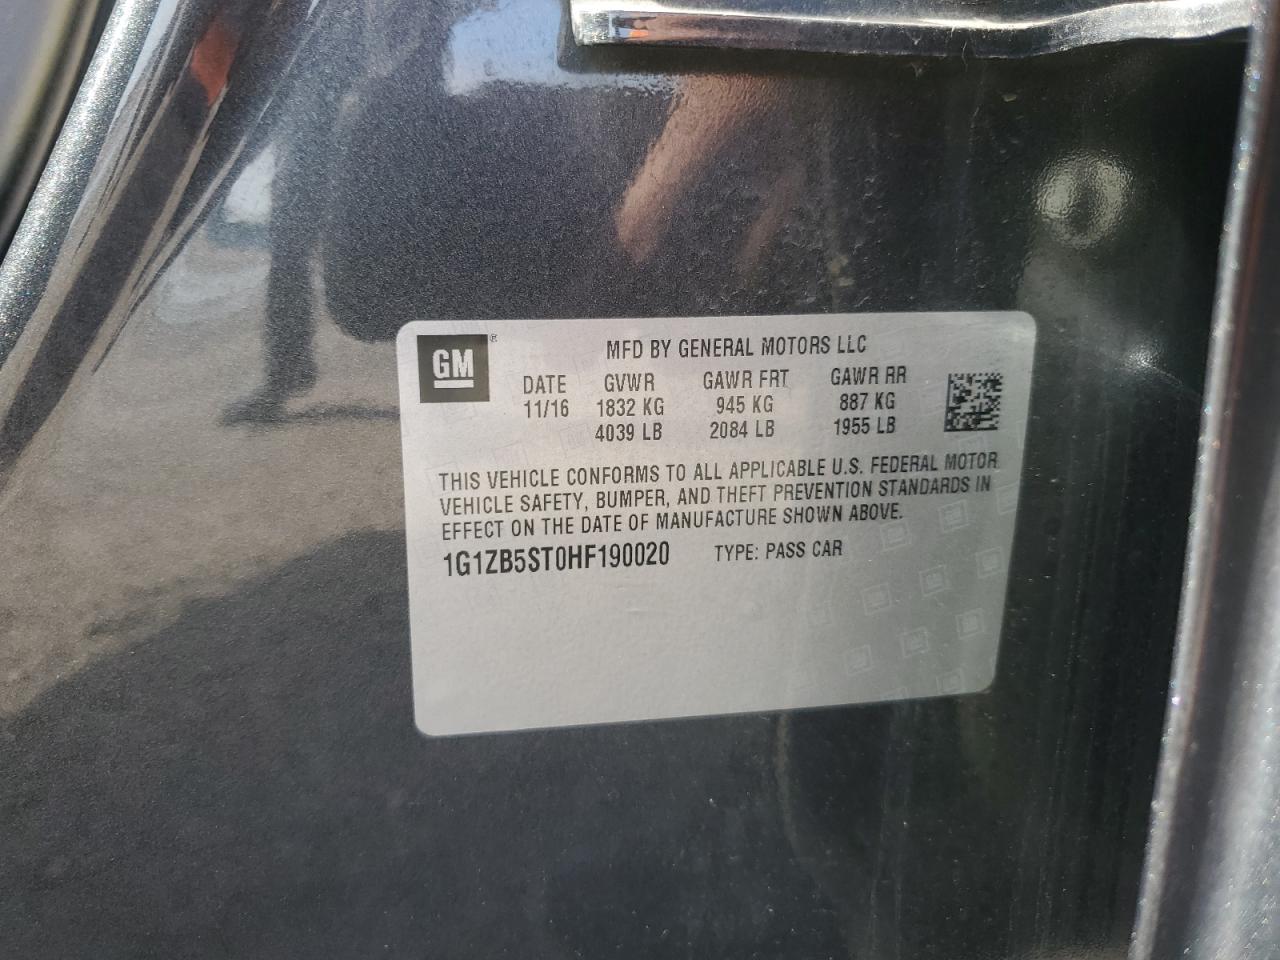 GM®
MFD BY GENERAL MOTORS LLC
DATE GVWR GAWR FRT GAWR RR
11/16 1832 KG 945 KG 887 KG
4039 LB 2084 LB 1955 LB
THIS VEHICLE CONFORMS TO ALL APPLICABLE U.S. FEDERAL MOTOR
VEHICLE SAFETY, BUMPER, AND THEFT PREVENTION STANDARDS IN
EFFECT ON THE DATE OF MANUFACTURE SHOWN ABOVE.
1G1ZB5ST0HF190020 TYPE: PASS CAR